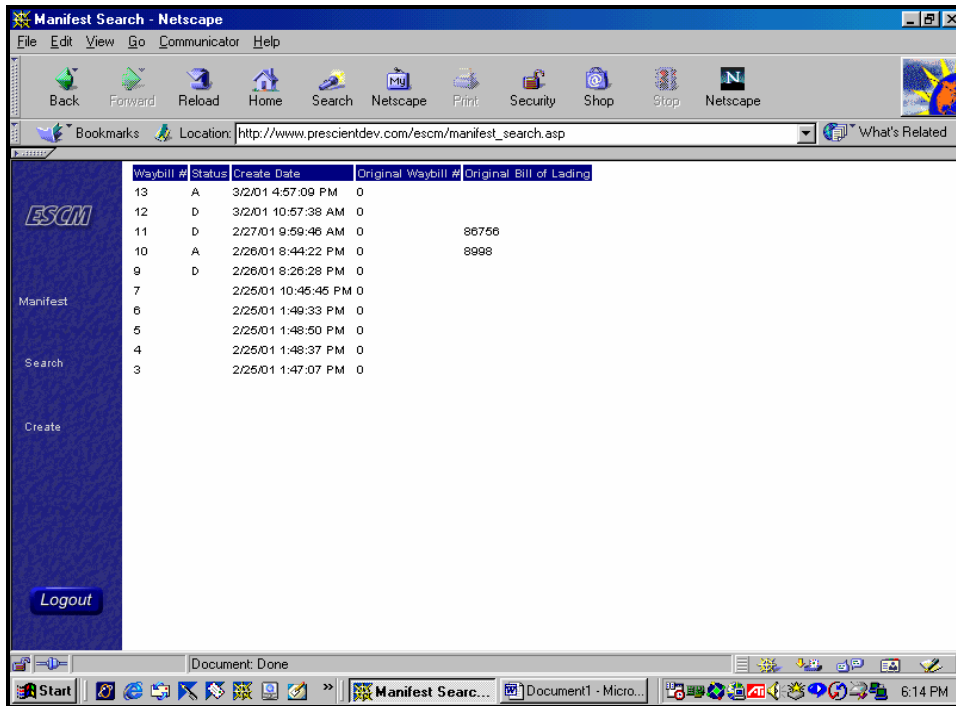 Manifest Search - Netscape
File Edit View Go Communicator Help
Back Forward Reload Home Search Netscape Print Security Shop Stop Netscape
My
N
Bookmarks Location: http://www.prescientdev.com/escm/manifest_search.asp What's Related
Waybill # Status Create Date Original Waybill # Original Bill of Lading
13 A 3/2/01 4:57:09 PM 0
12 D 3/2/01 10:57:38 AM 0
11 D 2/27/01 9:59:46 AM 0 86756
10 A 2/26/01 8:44:22 PM 0 8998
9 D 2/26/01 8:26:28 PM 0
7 2/25/01 10:45:45 PM 0
6 2/25/01 1:49:33 PM 0
5 2/25/01 1:48:50 PM 0
4 2/25/01 1:48:37 PM 0
3 2/25/01 1:47:07 PM 0
ESCM
Manifest
Search
Create
Logout
Document: Done
Start » Manifest Searc... Document1 - Micro... 6:14 PM